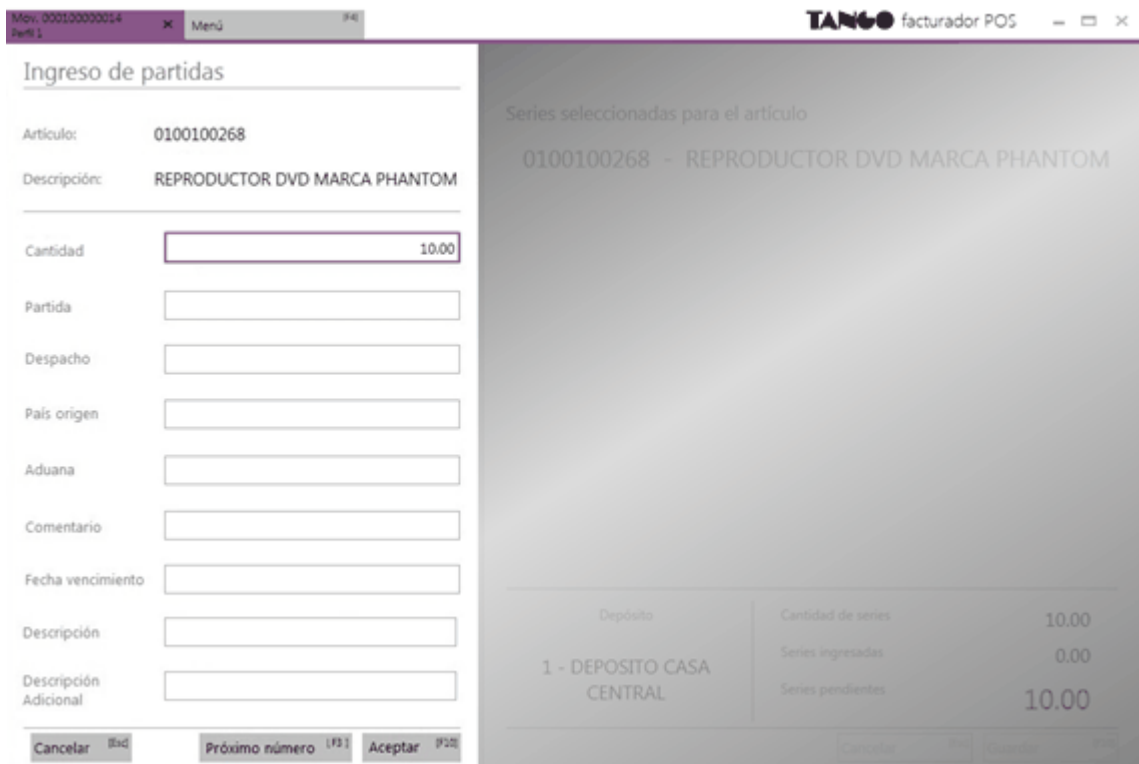 Mov. 000100000014
Perfil 1
Menú [F4]
TANGO facturador POS
Ingreso de partidas
Artículo: 0100100268
Descripción: REPRODUCTOR DVD MARCA PHANTOM
Cantidad 10.00
Partida
Despacho
País origen
Aduana
Comentario
Fecha vencimiento
Descripción
Descripción
Adicional
Cancelar [Esc]
Próximo número [F3]
Aceptar [F10]
Series seleccionadas para el artículo
0100100268 - REPRODUCTOR DVD MARCA PHANTOM
Depósito
1 - DEPOSITO CASA
CENTRAL
Cantidad de series 10.00
Series ingresadas 0.00
Series pendientes 10.00
Cancelar [Esc]
Guardar [F10]